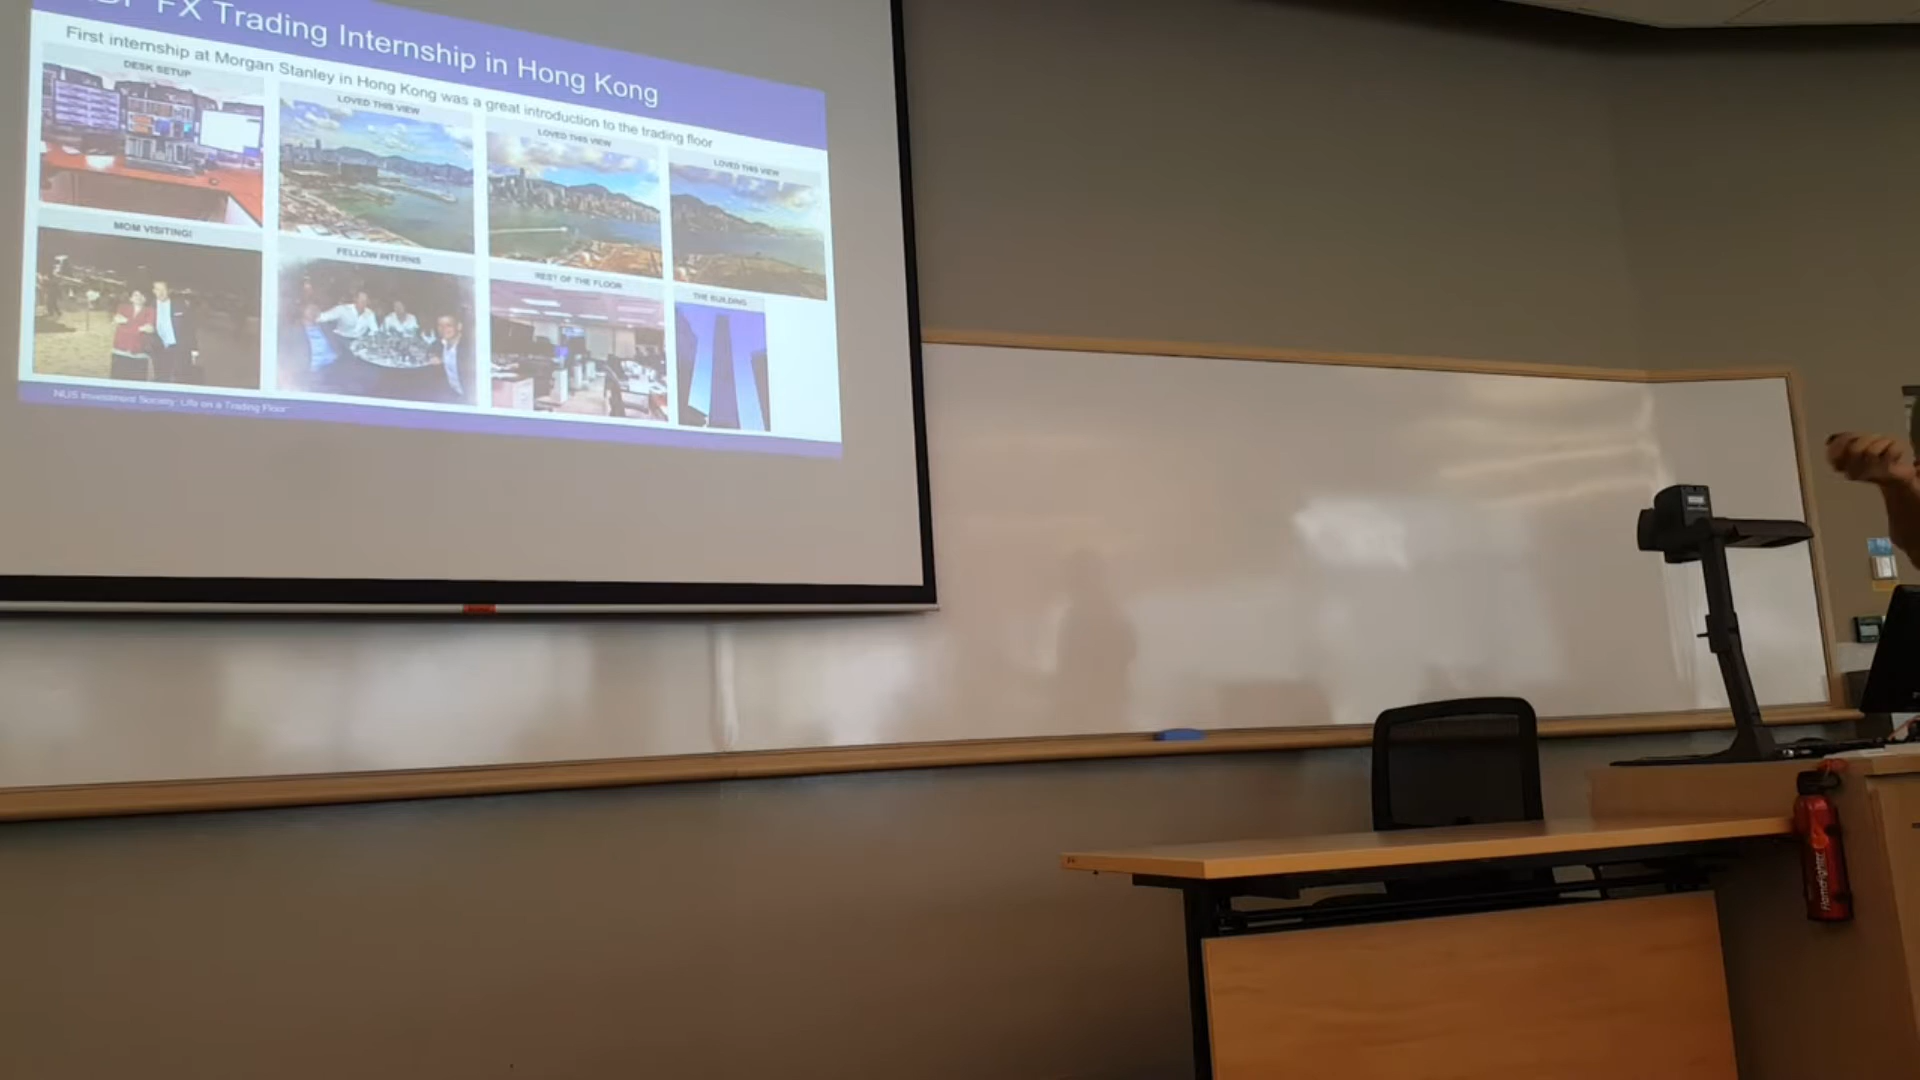 FX Trading Internship in Hong Kong
First internship at Morgan Stanley in Hong Kong was a great introduction to the trading floor
DESK SETUP
LOVED THIS VIEW
LOVED THIS VIEW
LOVED THIS VIEW
MOM VISITING!
FELLOW INTERNS
REST OF THE FLOOR
THE BUILDING
NUS Investment Society: Life on a Trading Floor